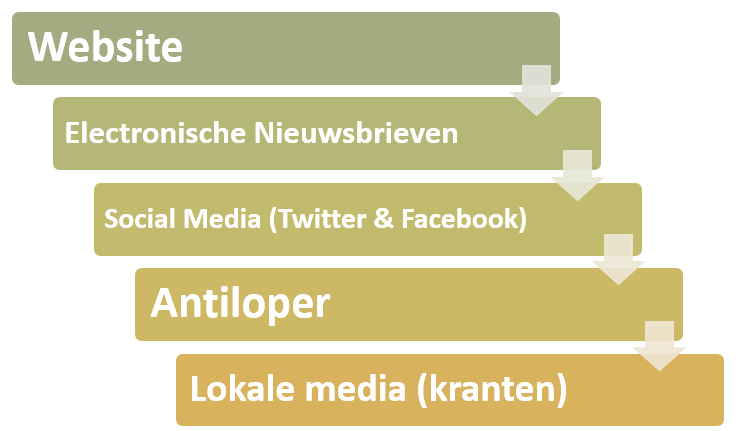 Website
Electronische Nieuwsbrieven
Social Media (Twitter & Facebook)
Antiloper
Lokale media (kranten)